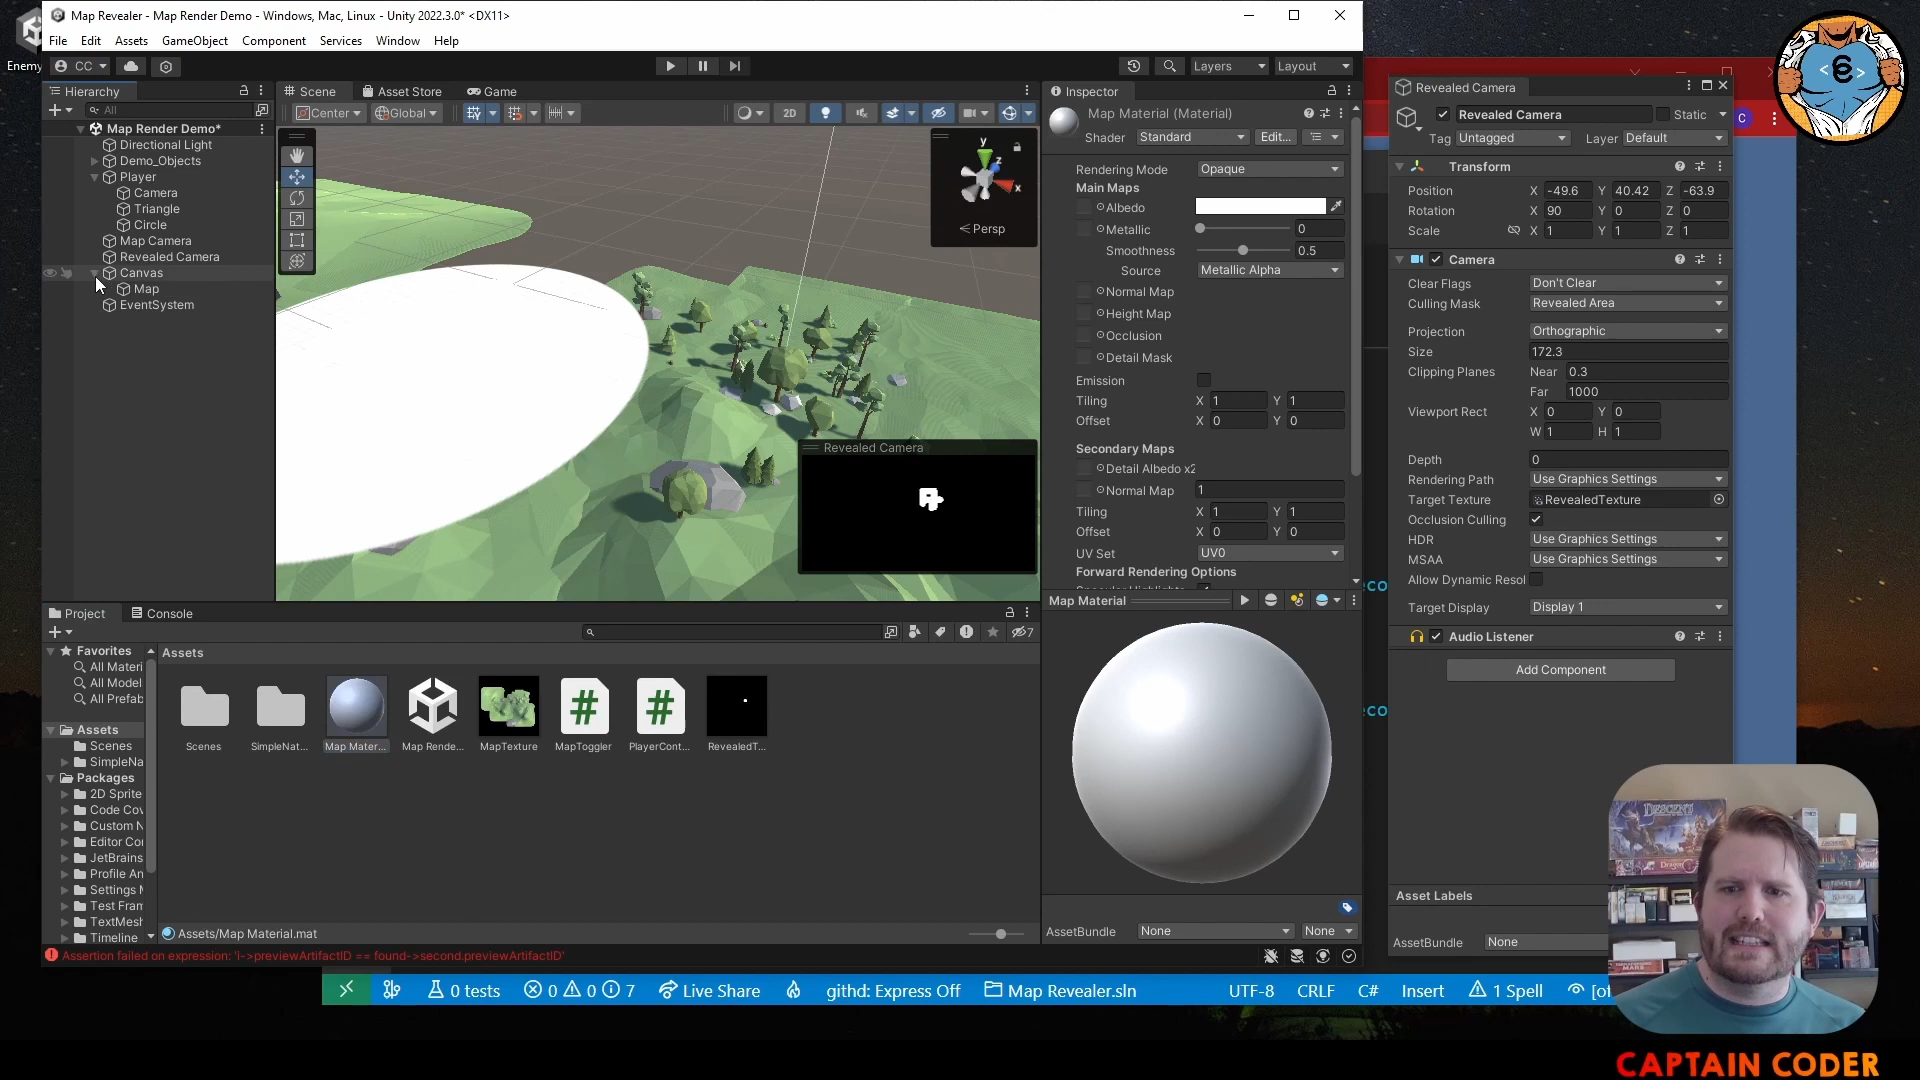 Map Revealer - Map Render Demo - Windows, Mac, Linux - Unity 2022.3.0* <DX11>
File Edit Assets GameObject Component Services Window Help
Enemy
CC
Layers
Layout
Hierarchy
All
Map Render Demo*
Directional Light
Demo_Objects
Player
Camera
Triangle
Circle
Map Camera
Revealed Camera
Canvas
Map
EventSystem
Scene
Asset Store
Game
Center
Global
2D
y
z
x
Persp
Revealed Camera
Inspector
Map Material (Material)
Shader Standard Edit...
Rendering Mode Opaque
Main Maps
Albedo
Metallic 0
Smoothness 0.5
Source Metallic Alpha
Normal Map
Height Map
Occlusion
Detail Mask
Emission
Tiling X 1 Y 1
Offset X 0 Y 0
Secondary Maps
Detail Albedo x2
Normal Map 1
Tiling X 1 Y 1
Offset X 0 Y 0
UV Set UV0
Forward Rendering Options
Map Material
AssetBundle None None
Revealed Camera
Revealed Camera Static
Tag Untagged Layer Default
Transform
Position X -49.6 Y 40.42 Z -63.9
Rotation X 90 Y 0 Z 0
Scale X 1 Y 1 Z 1
Camera
Clear Flags Don't Clear
Culling Mask Revealed Area
Projection Orthographic
Size 172.3
Clipping Planes Near 0.3
Far 1000
Viewport Rect X 0 Y 0
W 1 H 1
Depth 0
Rendering Path Use Graphics Settings
Target Texture RevealedTexture
Occlusion Culling
HDR Use Graphics Settings
MSAA Use Graphics Settings
Allow Dynamic Resol
Target Display Display 1
Audio Listener
Add Component
Asset Labels
AssetBundle None
C
eco
eco
Project
Console
7
Favorites
All Materi
All Model
All Prefab
Assets
Scenes
SimpleNa
Packages
2D Sprite
Code Cov
Custom N
Editor Co
JetBrains
Profile An
Settings M
Test Fram
TextMesh
Timeline
Assets
Scenes
SimpleNat...
Map Mater...
Map Rende...
MapTexture
MapToggler
PlayerCont...
RevealedT...
Assets/Map Material.mat
Assertion failed on expression: 'i->previewArtifactID == found->second.previewArtifactID'
0 tests
0 0 7
Live Share
githd: Express Off
Map Revealer.sln
UTF-8
CRLF
C#
Insert
1 Spell
[o
DESCENT
CAPTAIN CODER